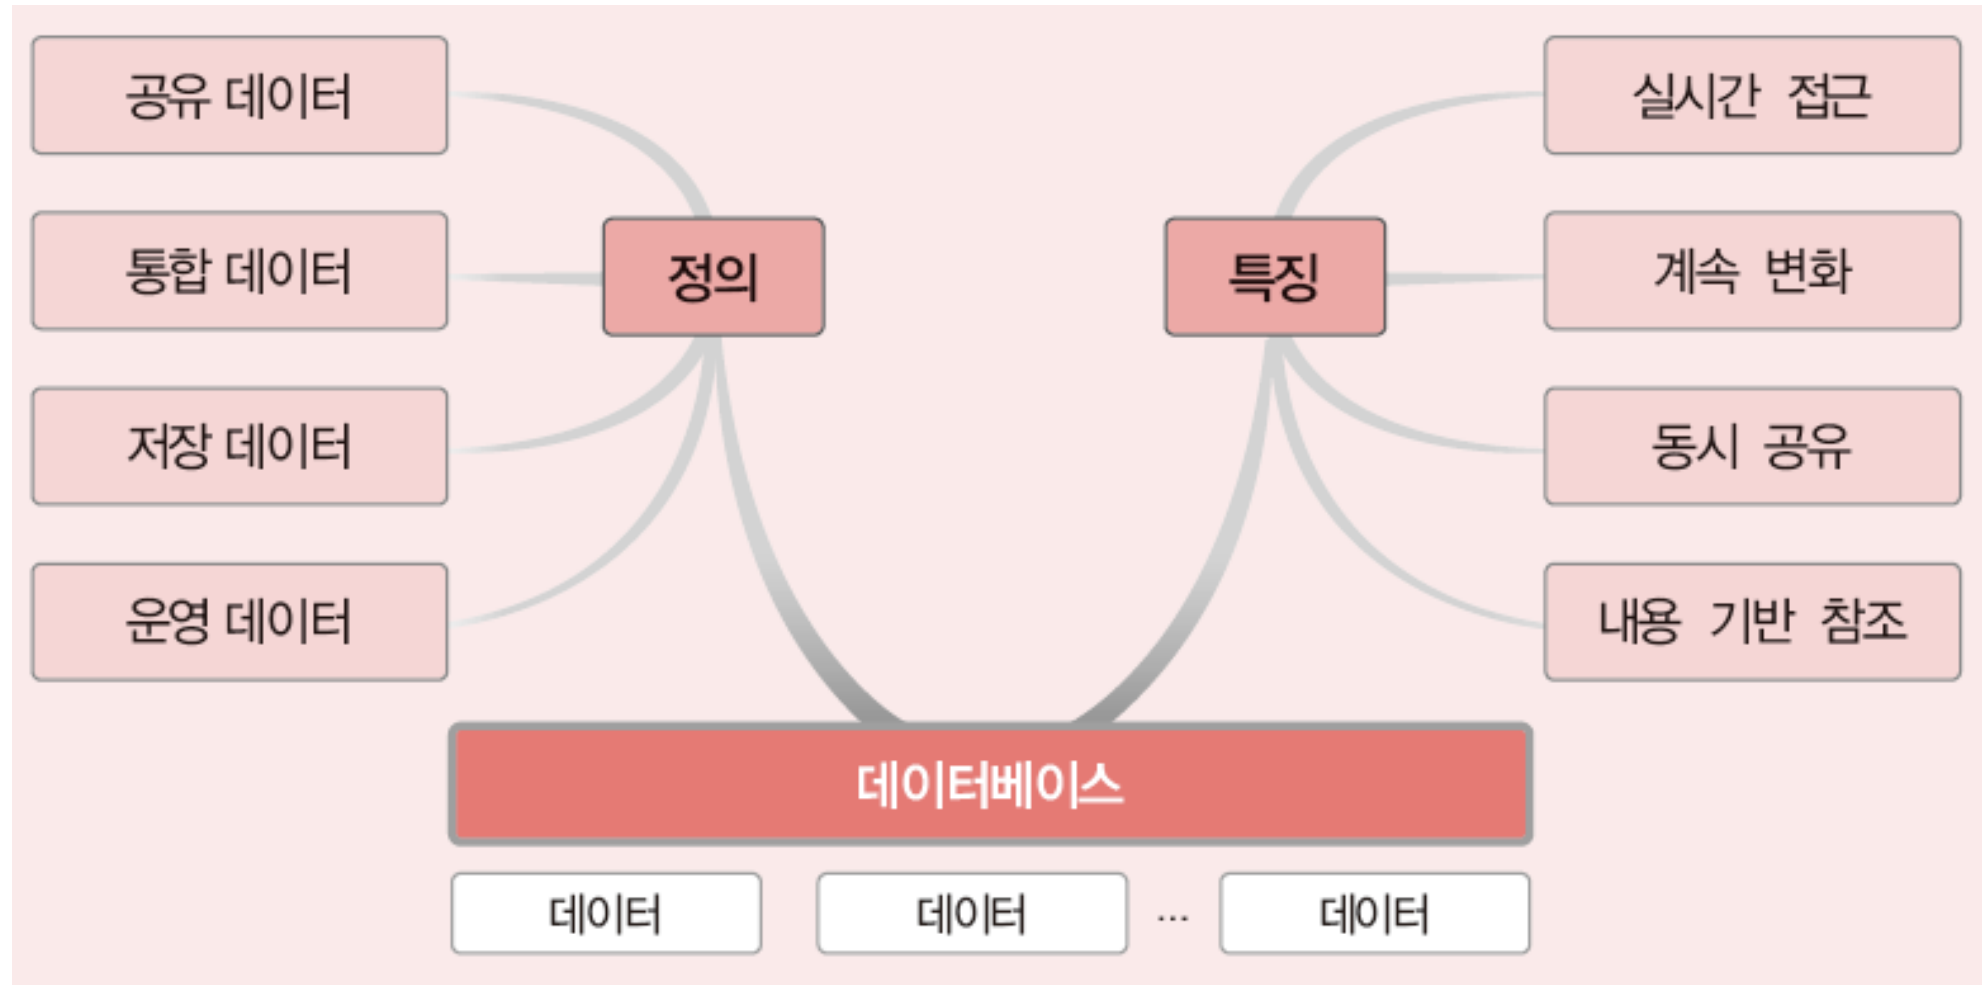 공유 데이터
통합 데이터
저장 데이터
운영 데이터
정의
특징
실시간 접근
계속 변화
동시 공유
내용 기반 참조
데이터베이스
데이터 데이터 … 데이터